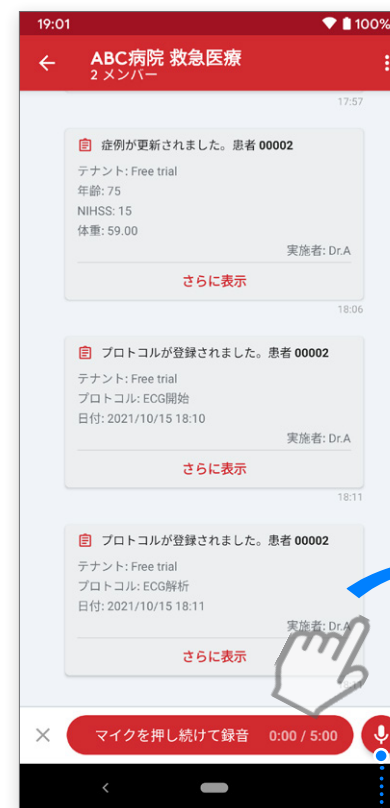 19:01
100%
ABC病院 救急医療
2 メンバー
17:57
症例が更新されました。患者 00002
テナント: Free trial
年齢: 75
NIHSS: 15
体重: 59.00
実施者: Dr.A
さらに表示
18:06
プロトコルが登録されました。患者 00002
テナント: Free trial
プロトコル: ECG開始
日付: 2021/10/15 18:10
実施者: Dr.A
さらに表示
18:11
プロトコルが登録されました。患者 00002
テナント: Free trial
プロトコル: ECG解析
日付: 2021/10/15 18:11
実施者: Dr.A
さらに表示
マイクを押し続けて録音 0:00 / 5:00